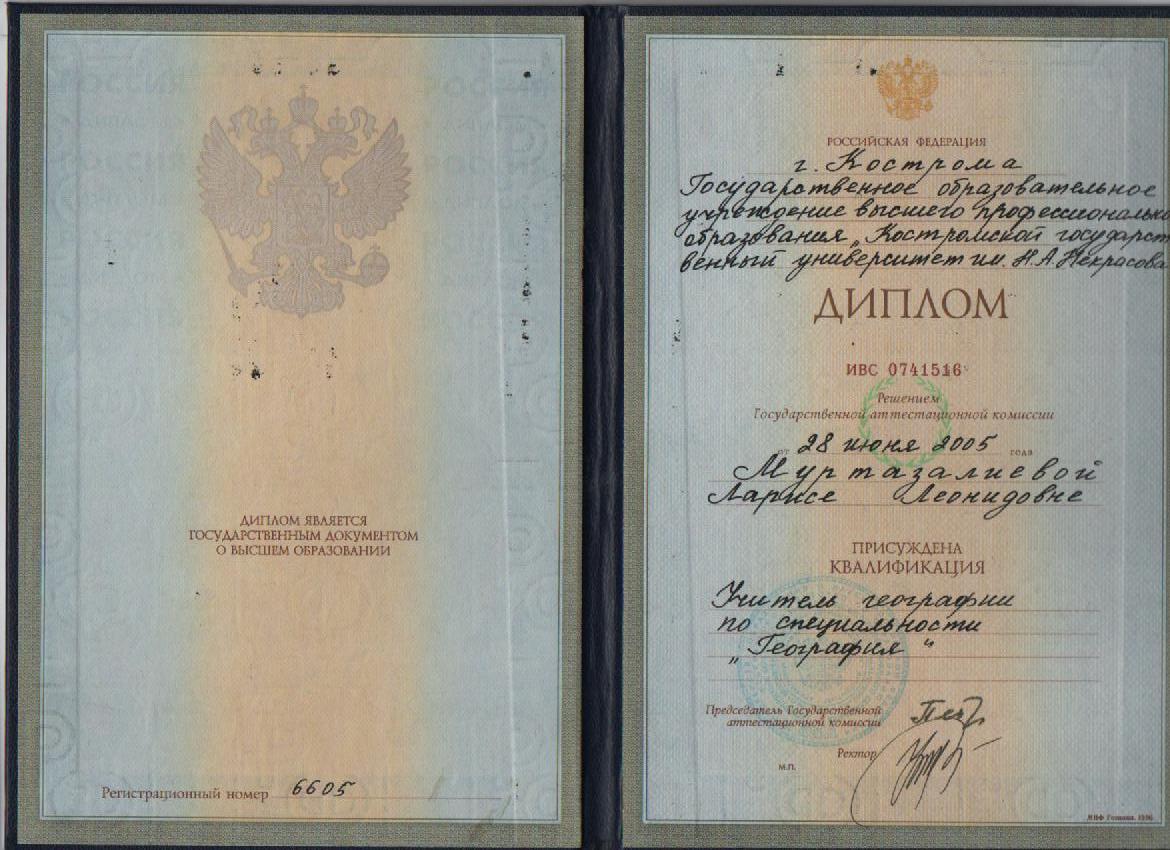 ДИПЛОМ ЯВЛЯЕТСЯ
ГОСУДАРСТВЕННЫМ ДОКУМЕНТОМ
О ВЫСШЕМ ОБРАЗОВАНИИ
Регистрационный номер 6605
РОССИЙСКАЯ ФЕДЕРАЦИЯ
г. Кострома
Государственное образовательное
учреждение высшего профессионально
образования „Костромской государст
венный университет им. Н.А.Некрасова
ДИПЛОМ
ИВС 0741516
Решением
Государственной аттестационной комиссии
от 28 июня 2005 года
Муртазалиевой
Ларисе Леонидовне
ПРИСУЖДЕНА
КВАЛИФИКАЦИЯ
Учитель географии
по специальности
„География“
Председатель Государственной
аттестационной комиссии
Ректор
м.п.